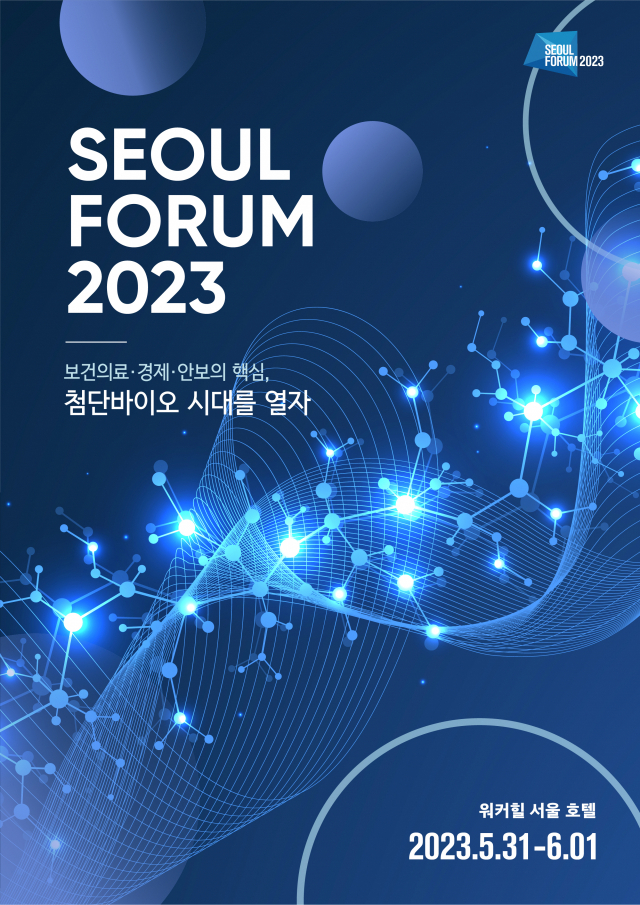 SEOUL
FORUM 2023
SEOUL
FORUM
2023
보건의료·경제·안보의 핵심,
첨단바이오 시대를 열자
워커힐 서울 호텔
2023.5.31-6.01